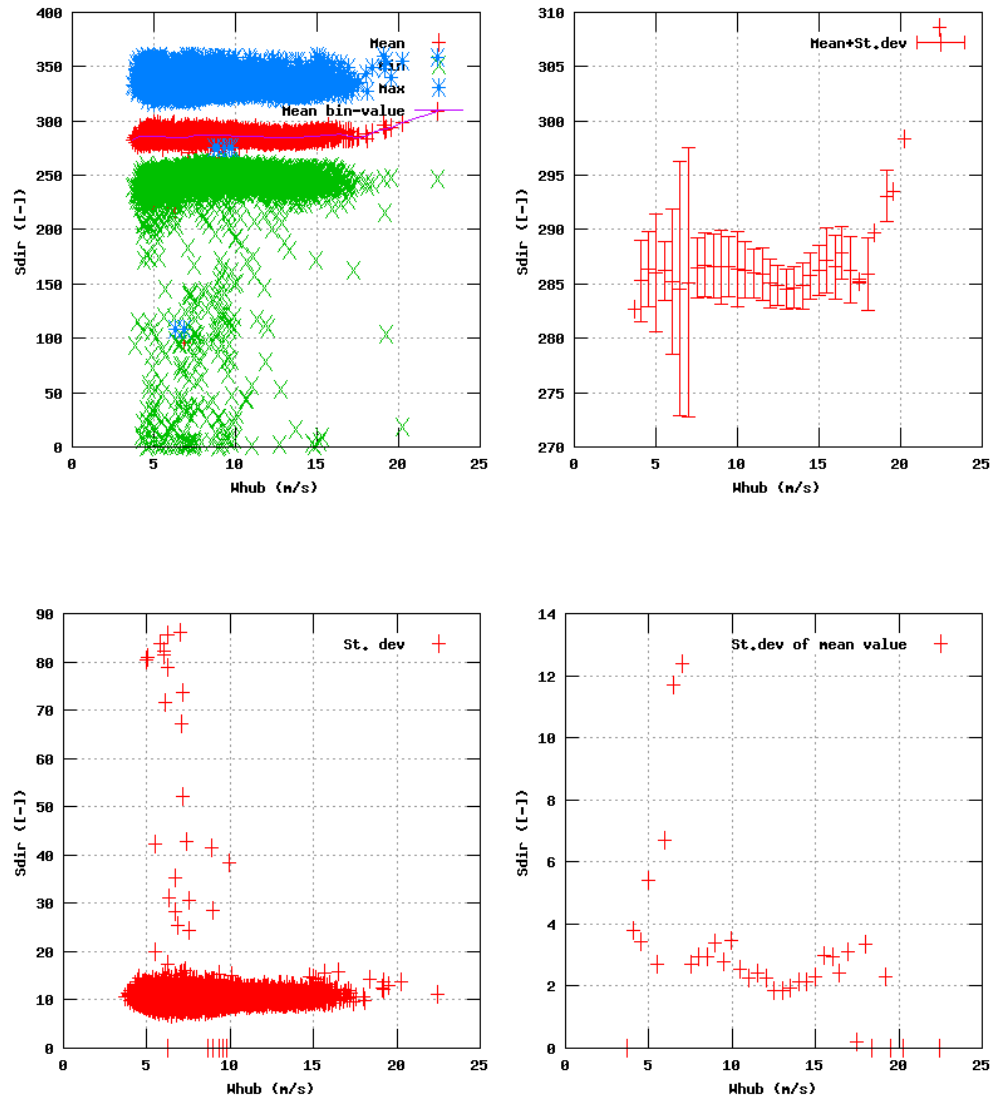 400
350
300
250
200
150
100
50
0
Sdir ([-])
0 5 10 15 20 25
Whub (m/s)
Mean
Min
Max
Mean bin-value
310
305
300
295
290
285
280
275
270
Sdir ([-])
0 5 10 15 20 25
Whub (m/s)
Mean+St.dev
90
80
70
60
50
40
30
20
10
0
Sdir ([-])
0 5 10 15 20 25
Whub (m/s)
St. dev
14
12
10
8
6
4
2
0
Sdir ([-])
0 5 10 15 20 25
Whub (m/s)
St.dev of mean value